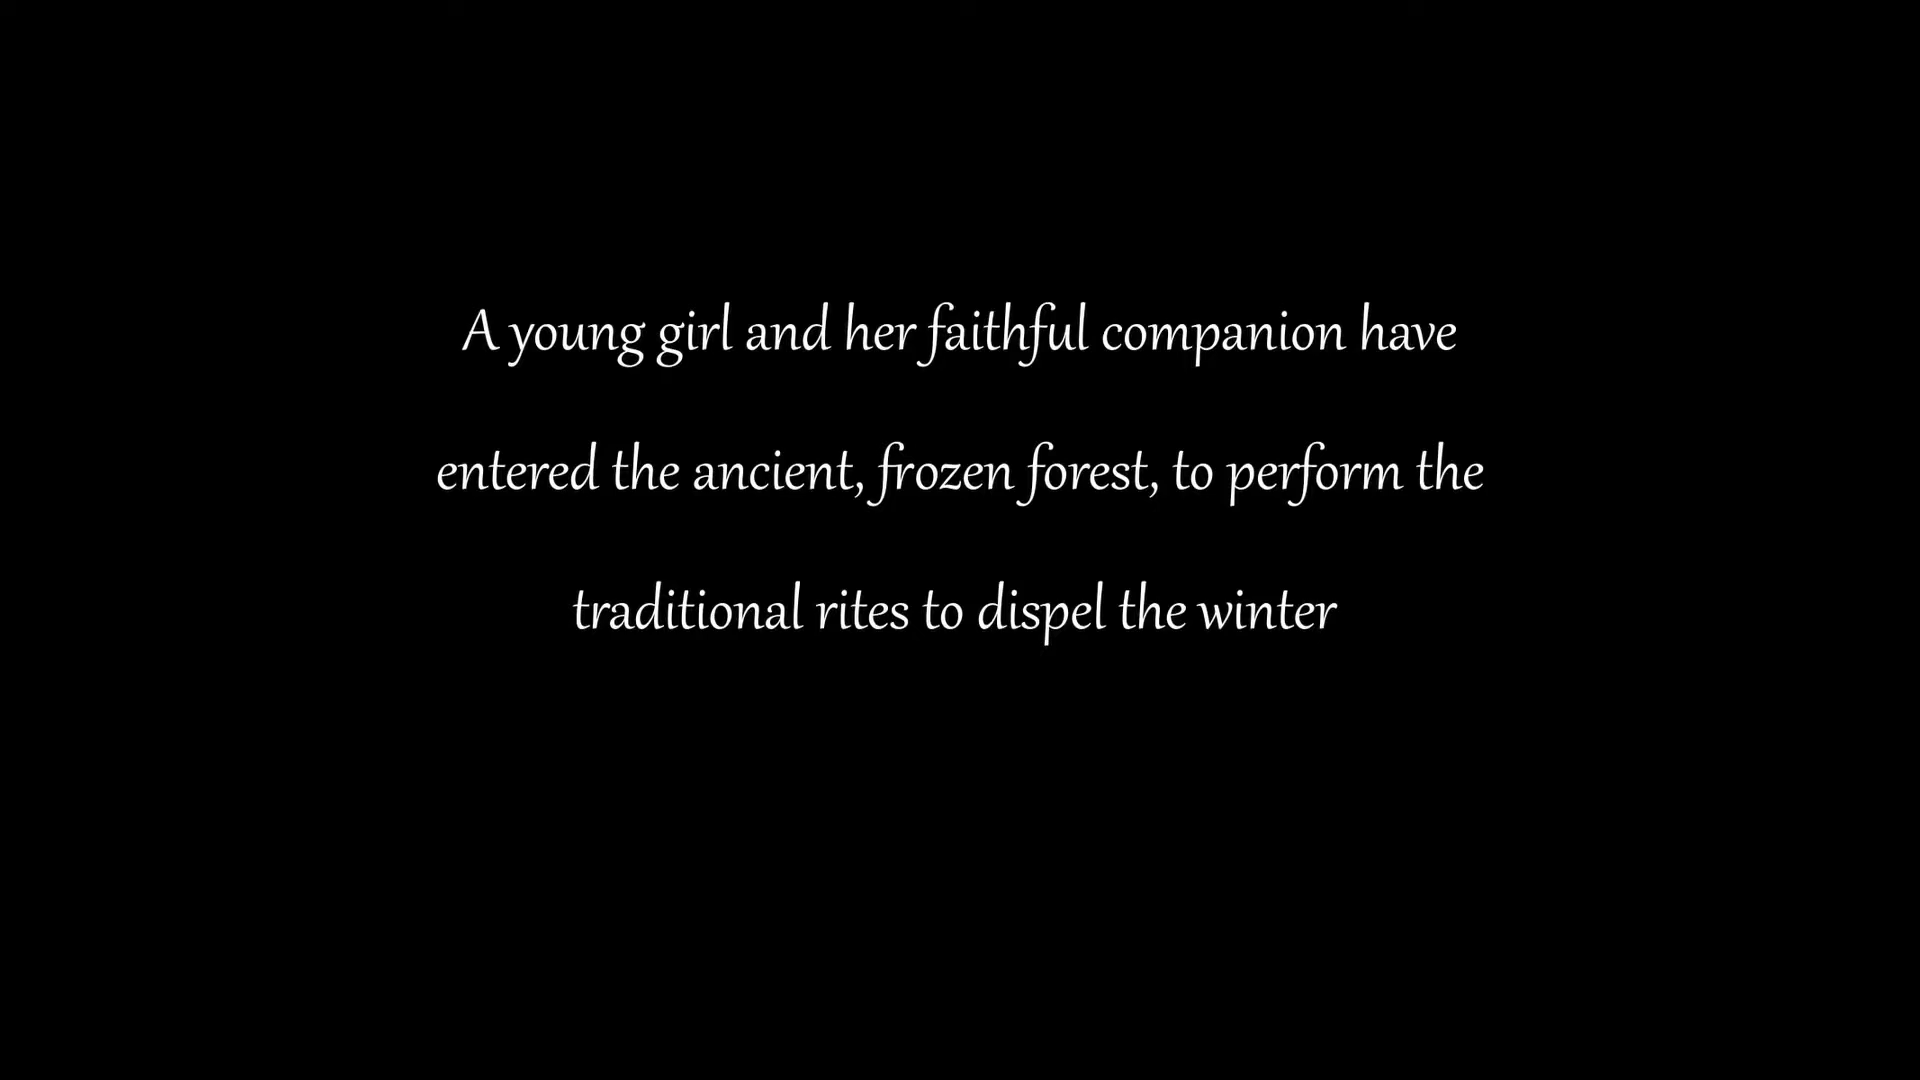 A young girl and her faithful companion have
entered the ancient, frozen forest, to perform the
traditional rites to dispel the winter